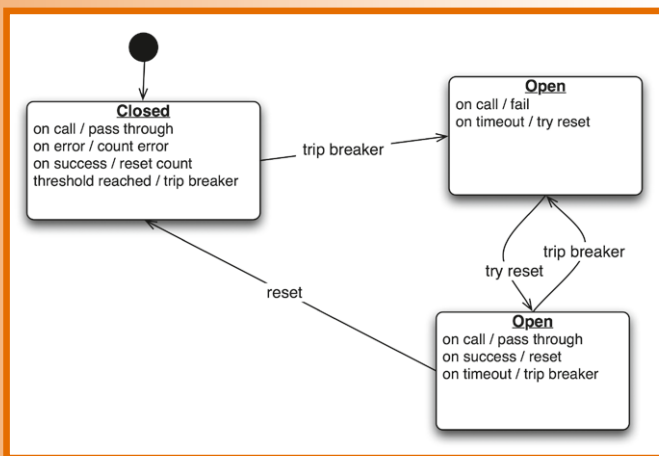 Closed
on call / pass through
on error / count error
on success / reset count
threshold reached / trip breaker
trip breaker
Open
on call / fail
on timeout / try reset
try reset
trip breaker
reset
Open
on call / pass through
on success / reset
on timeout / trip breaker